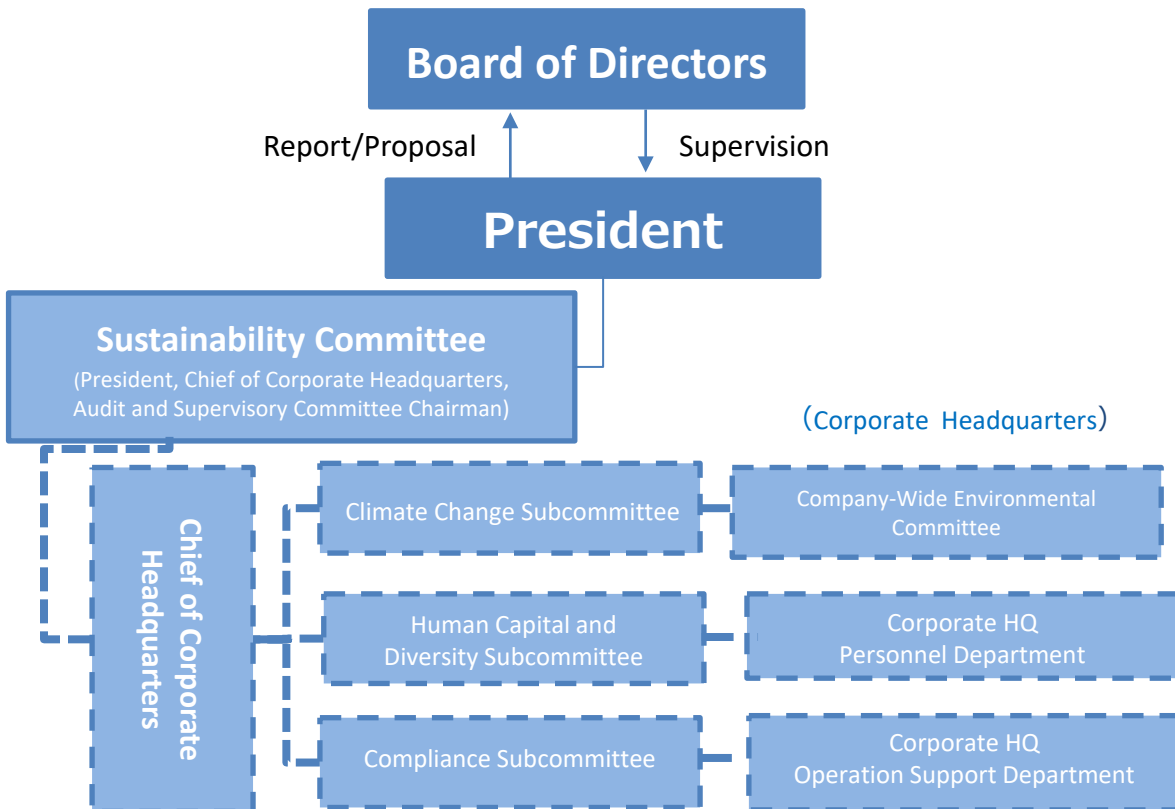 Board of Directors
Report/Proposal
Supervision
President
Sustainability Committee
(President, Chief of Corporate Headquarters,
Audit and Supervisory Committee Chairman)
（Corporate Headquarters）
Chief of Corporate
Headquarters
Climate Change Subcommittee
Company-Wide Environmental
Committee
Human Capital and
Diversity Subcommittee
Corporate HQ
Personnel Department
Compliance Subcommittee
Corporate HQ
Operation Support Department